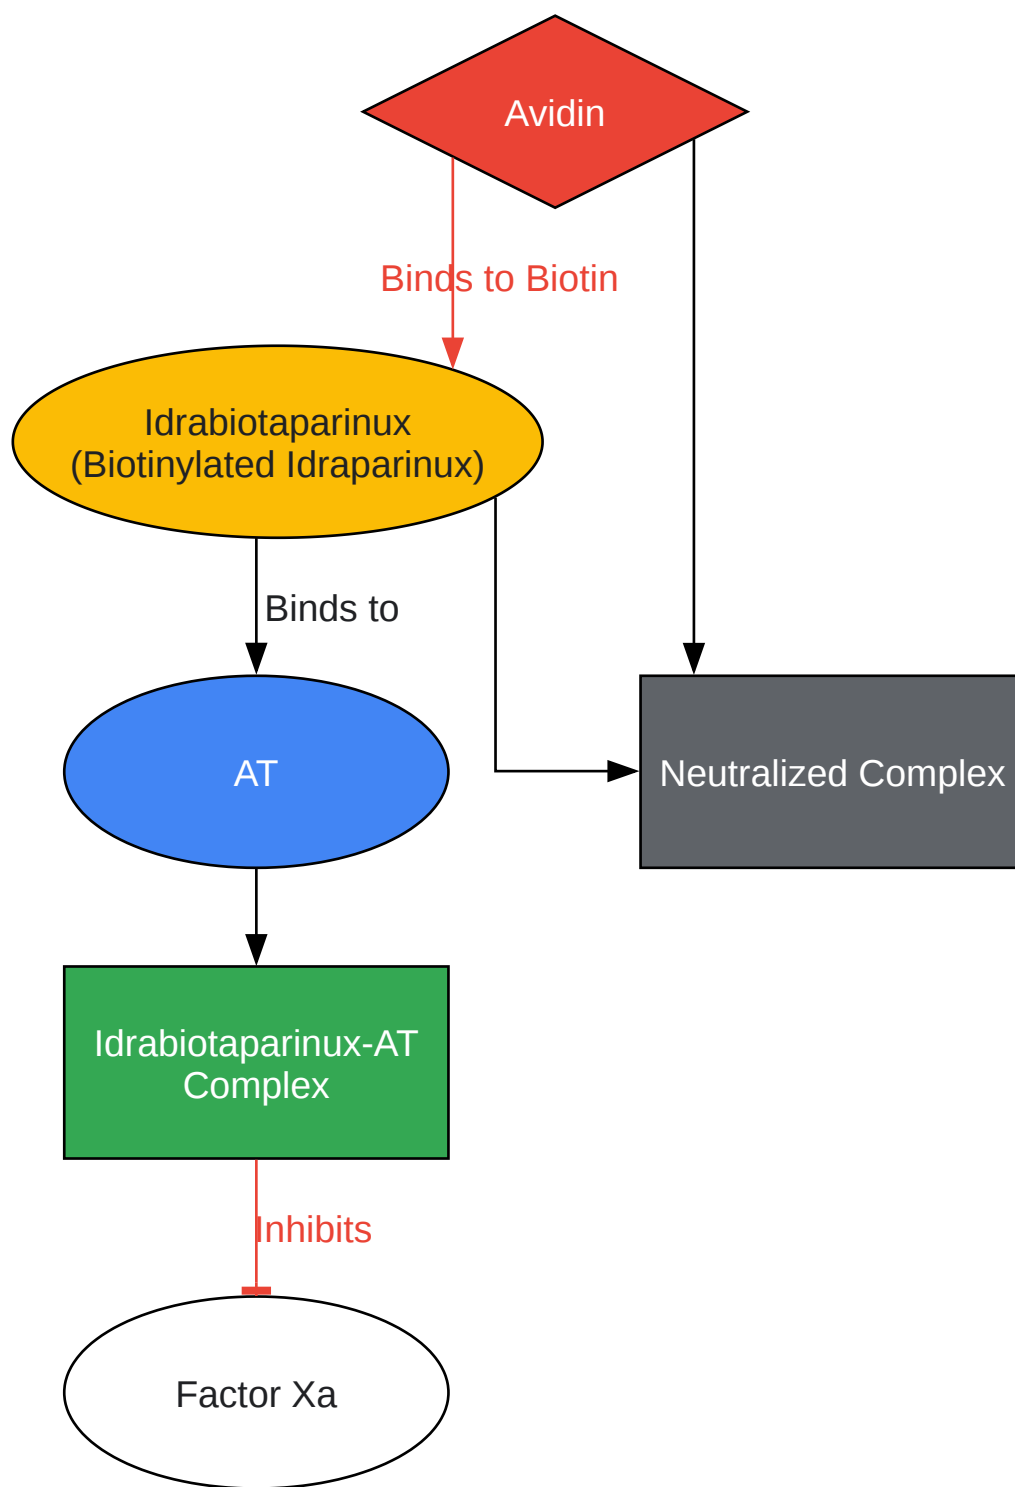 Avidin
Binds to Biotin
Idrabiotaparinux
(Biotinylated Idraparinux)
Binds to
AT
Neutralized Complex
Idrabiotaparinux-AT
Complex
Inhibits
Factor Xa